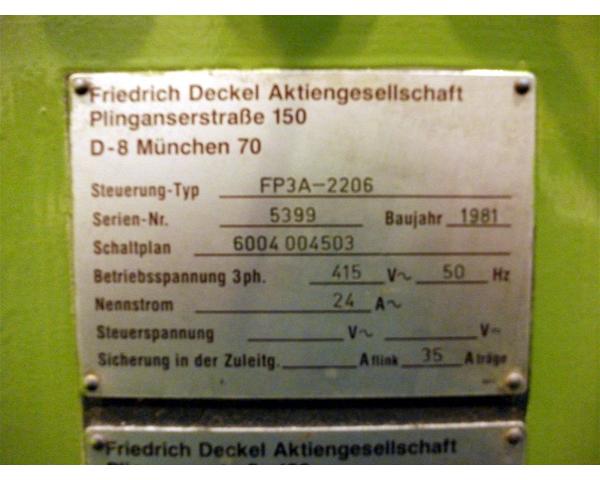 Friedrich Deckel Aktiengesellschaft
Plinganserstraße 150
D-8 München 70
Steuerung-Typ FP3A-2206
Serien-Nr. 5399 Baujahr 1981
Schaltplan 6004 004503
Betriebsspannung 3ph. 415 V~ 50 Hz
Nennstrom 24 A~
Steuerspannung V~ V=
Sicherung in der Zuleitg. A flink 35 A träge
Friedrich Deckel Aktiengesellschaft
Plinganserstraße 150